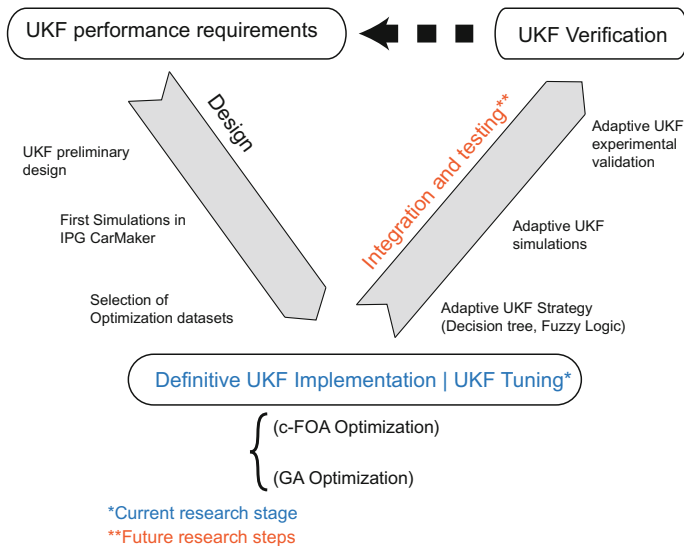 UKF performance requirements
UKF Verification
Design
Integration and testing**
UKF preliminary
design
First Simulations in
IPG CarMaker
Selection of
Optimization datasets
Adaptive UKF
experimental
validation
Adaptive UKF
simulations
Adaptive UKF Strategy
(Decision tree, Fuzzy Logic)
Definitive UKF Implementation | UKF Tuning*
(c-FOA Optimization)
(GA Optimization)
*Current research stage
**Future research steps